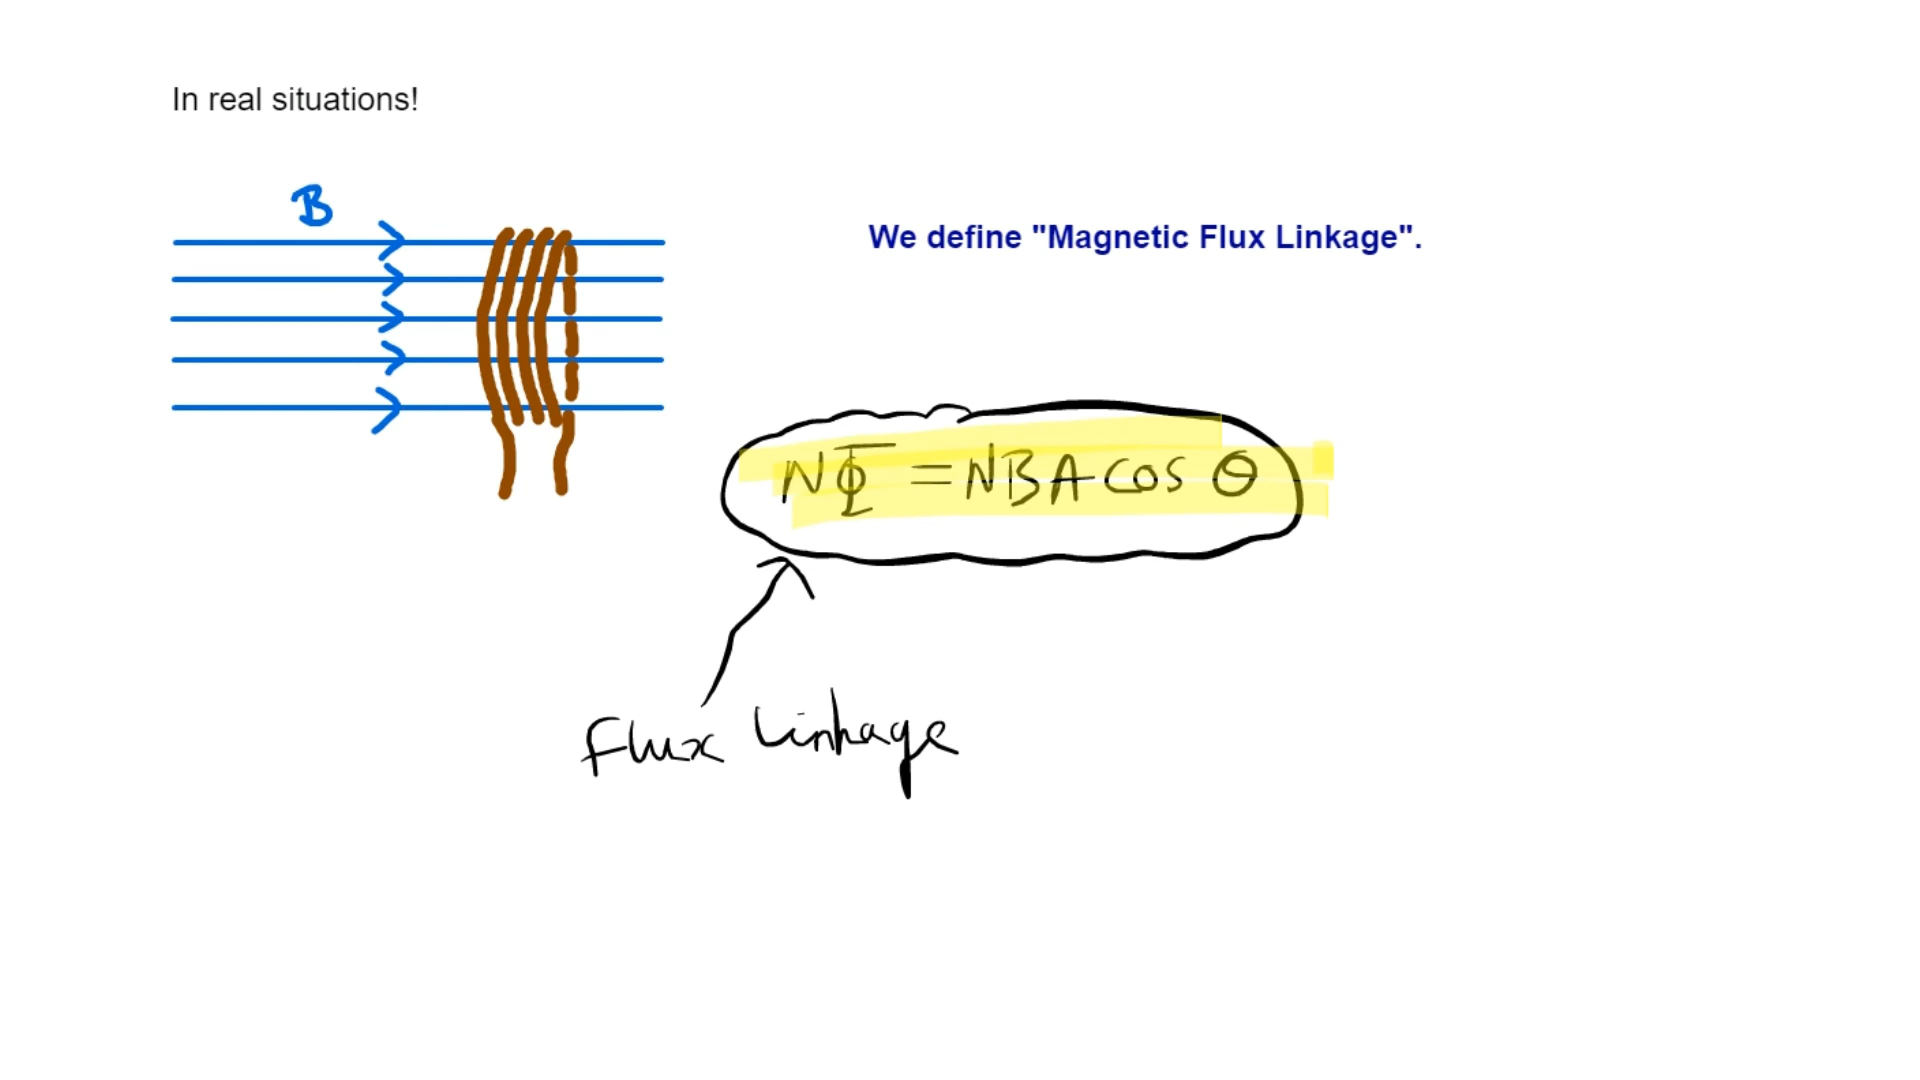 In real situations!
B
We define "Magnetic Flux Linkage".
NΦ = NBA cos θ
Flux Linkage